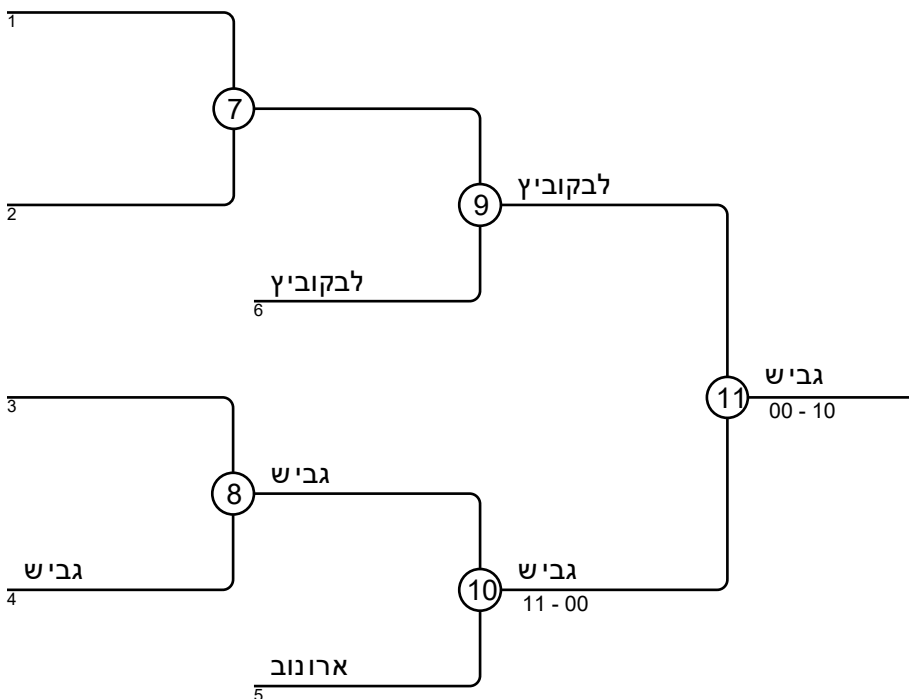 1
7
2
9
לבקוביץ
לבקוביץ
6
3
11
גביש
00 - 10
8
גביש
גביש
4
10
גביש
11 - 00
ארונוב
5